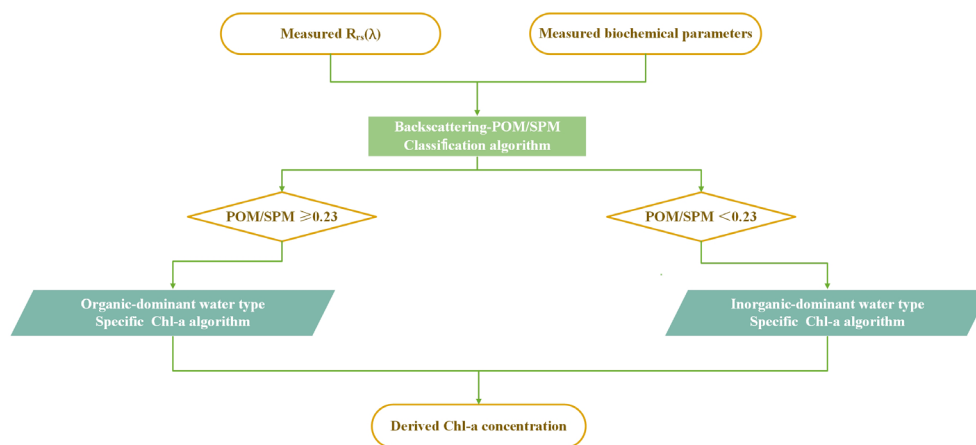 Measured Rrs(λ)
Measured biochemical parameters
Backscattering-POM/SPM
Classification algorithm
POM/SPM ≥0.23
POM/SPM <0.23
Organic-dominant water type
Specific Chl-a algorithm
Inorganic-dominant water type
Specific Chl-a algorithm
Derived Chl-a concentration